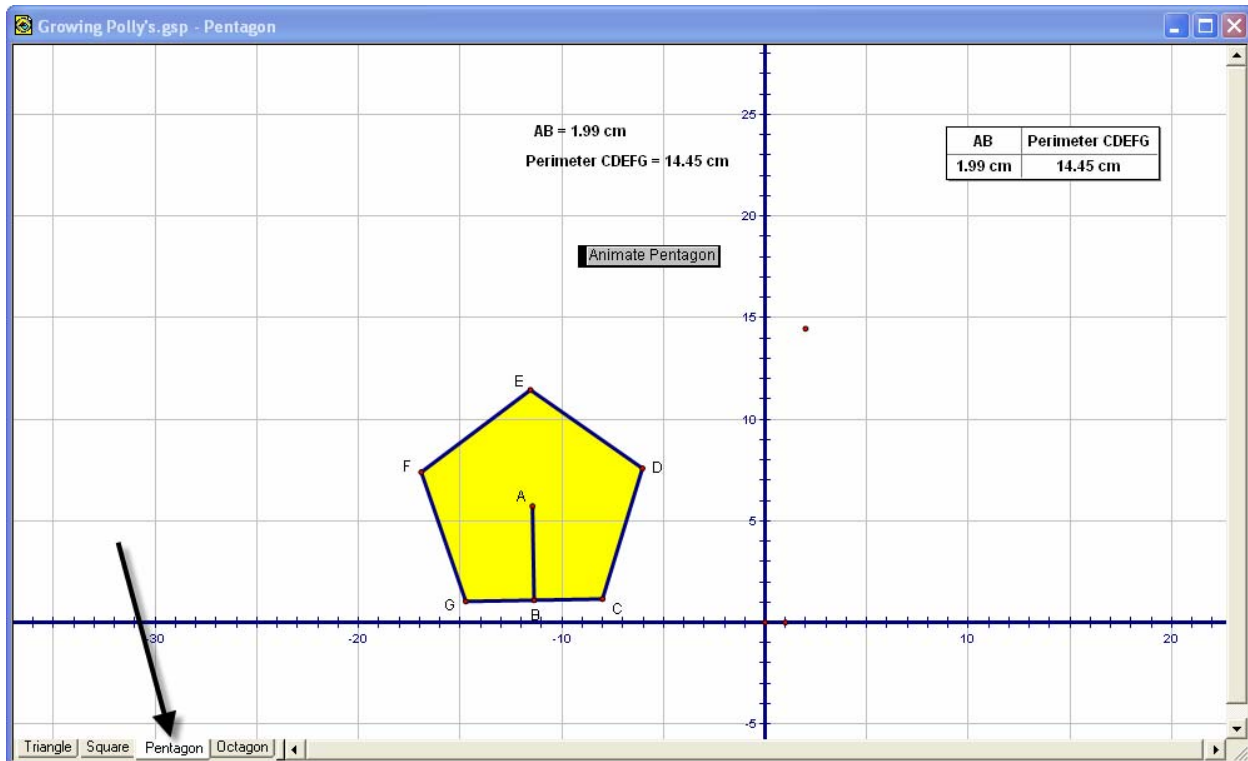 Growing Polly's.gsp - Pentagon
AB = 1.99 cm
Perimeter CDEFG = 14.45 cm
AB Perimeter CDEFG
1.99 cm 14.45 cm
Animate Pentagon
25
20
15
10
5
-5
-30 -20 -10 10 20
E
F D
A
G B C
Triangle Square Pentagon Octagon